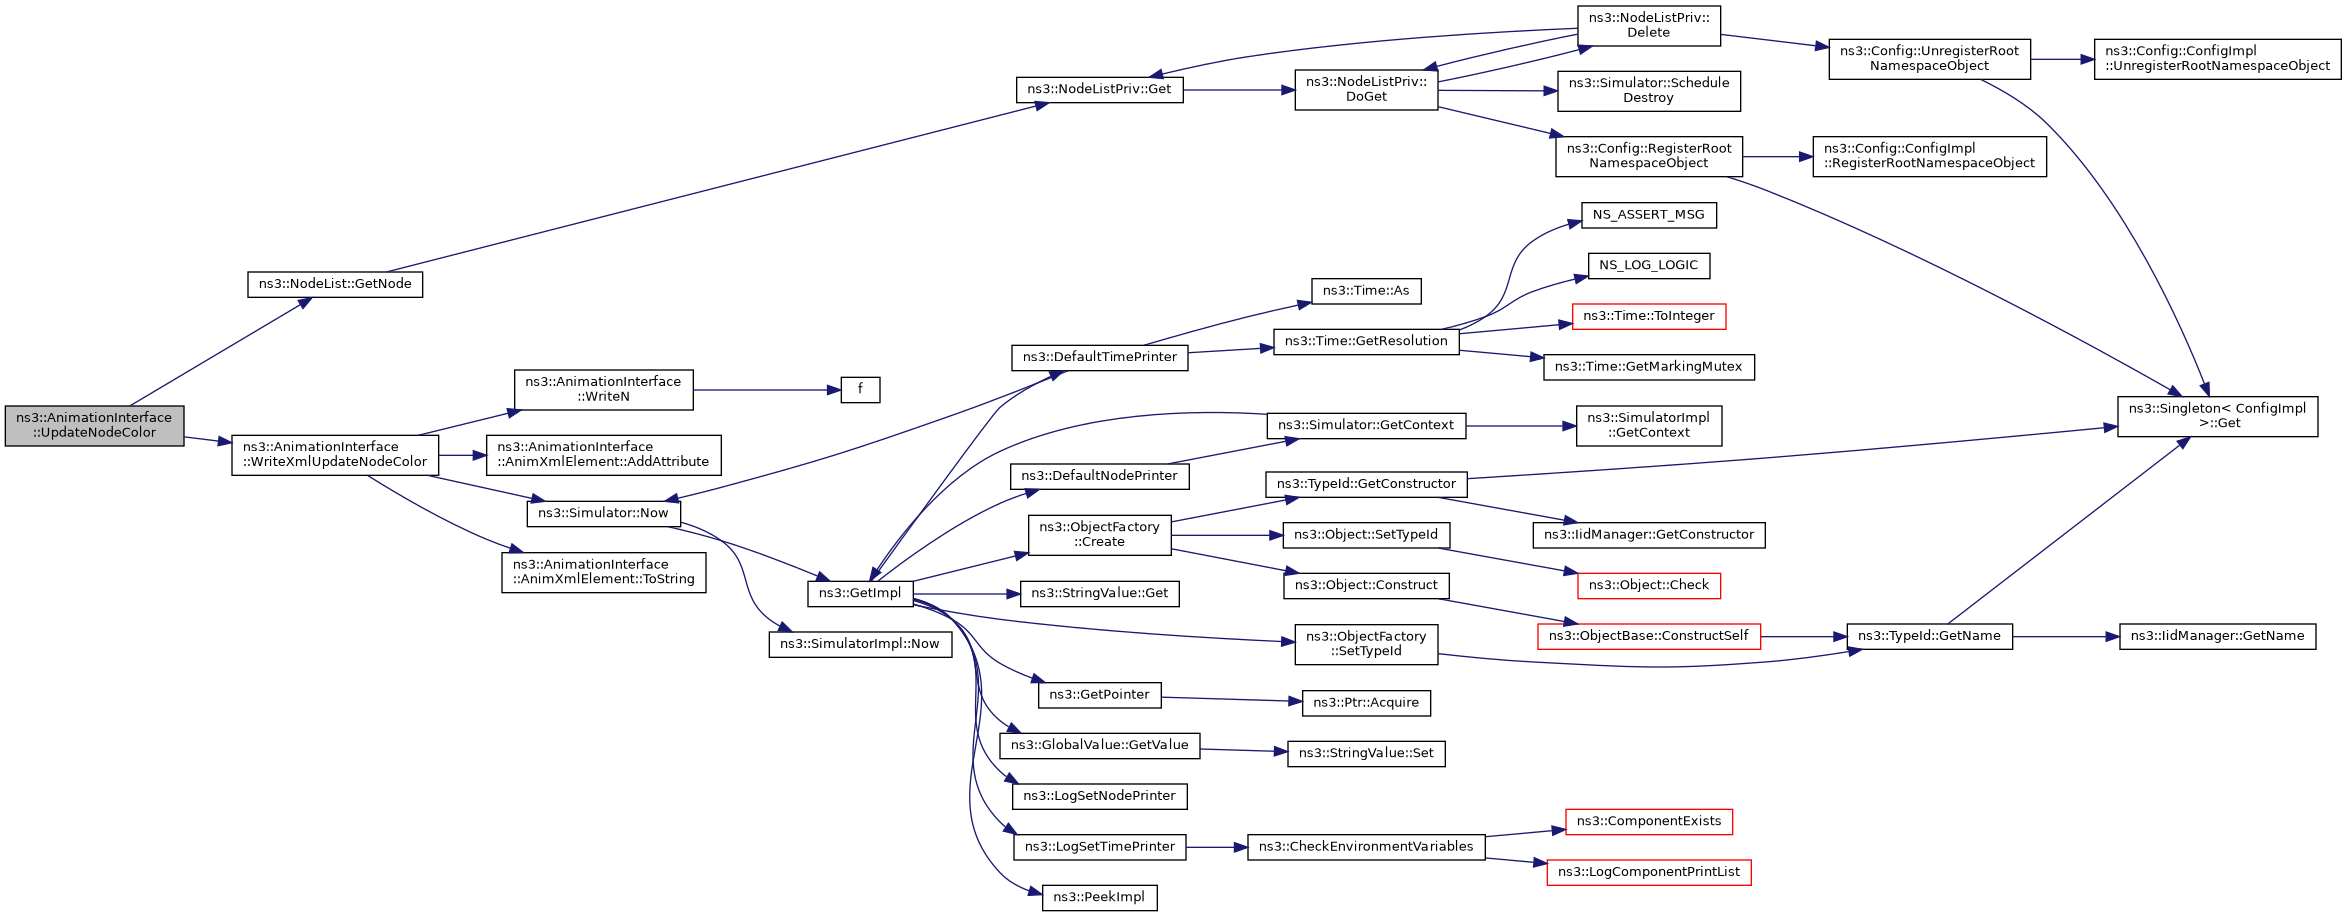 ns3::AnimationInterface
::UpdateNodeColor
ns3::NodeList::GetNode
ns3::AnimationInterface
::WriteXmlUpdateNodeColor
ns3::AnimationInterface
::WriteN
f
ns3::AnimationInterface
::AnimXmlElement::AddAttribute
ns3::Simulator::Now
ns3::AnimationInterface
::AnimXmlElement::ToString
ns3::GetImpl
ns3::SimulatorImpl::Now
ns3::NodeListPriv::Get
ns3::NodeListPriv::
DoGet
ns3::NodeListPriv::
Delete
ns3::Simulator::Schedule
Destroy
ns3::Config::RegisterRoot
NamespaceObject
ns3::Config::UnregisterRoot
NamespaceObject
ns3::Config::ConfigImpl
::UnregisterRootNamespaceObject
ns3::Config::ConfigImpl
::RegisterRootNamespaceObject
ns3::Singleton< ConfigImpl
>::Get
ns3::DefaultTimePrinter
ns3::Time::As
ns3::Time::GetResolution
NS_ASSERT_MSG
NS_LOG_LOGIC
ns3::Time::ToInteger
ns3::Time::GetMarkingMutex
ns3::DefaultNodePrinter
ns3::Simulator::GetContext
ns3::SimulatorImpl
::GetContext
ns3::ObjectFactory
::Create
ns3::TypeId::GetConstructor
ns3::IidManager::GetConstructor
ns3::Object::SetTypeId
ns3::Object::Check
ns3::Object::Construct
ns3::ObjectBase::ConstructSelf
ns3::TypeId::GetName
ns3::IidManager::GetName
ns3::StringValue::Get
ns3::ObjectFactory
::SetTypeId
ns3::GetPointer
ns3::Ptr::Acquire
ns3::GlobalValue::GetValue
ns3::StringValue::Set
ns3::LogSetNodePrinter
ns3::LogSetTimePrinter
ns3::CheckEnvironmentVariables
ns3::ComponentExists
ns3::LogComponentPrintList
ns3::PeekImpl